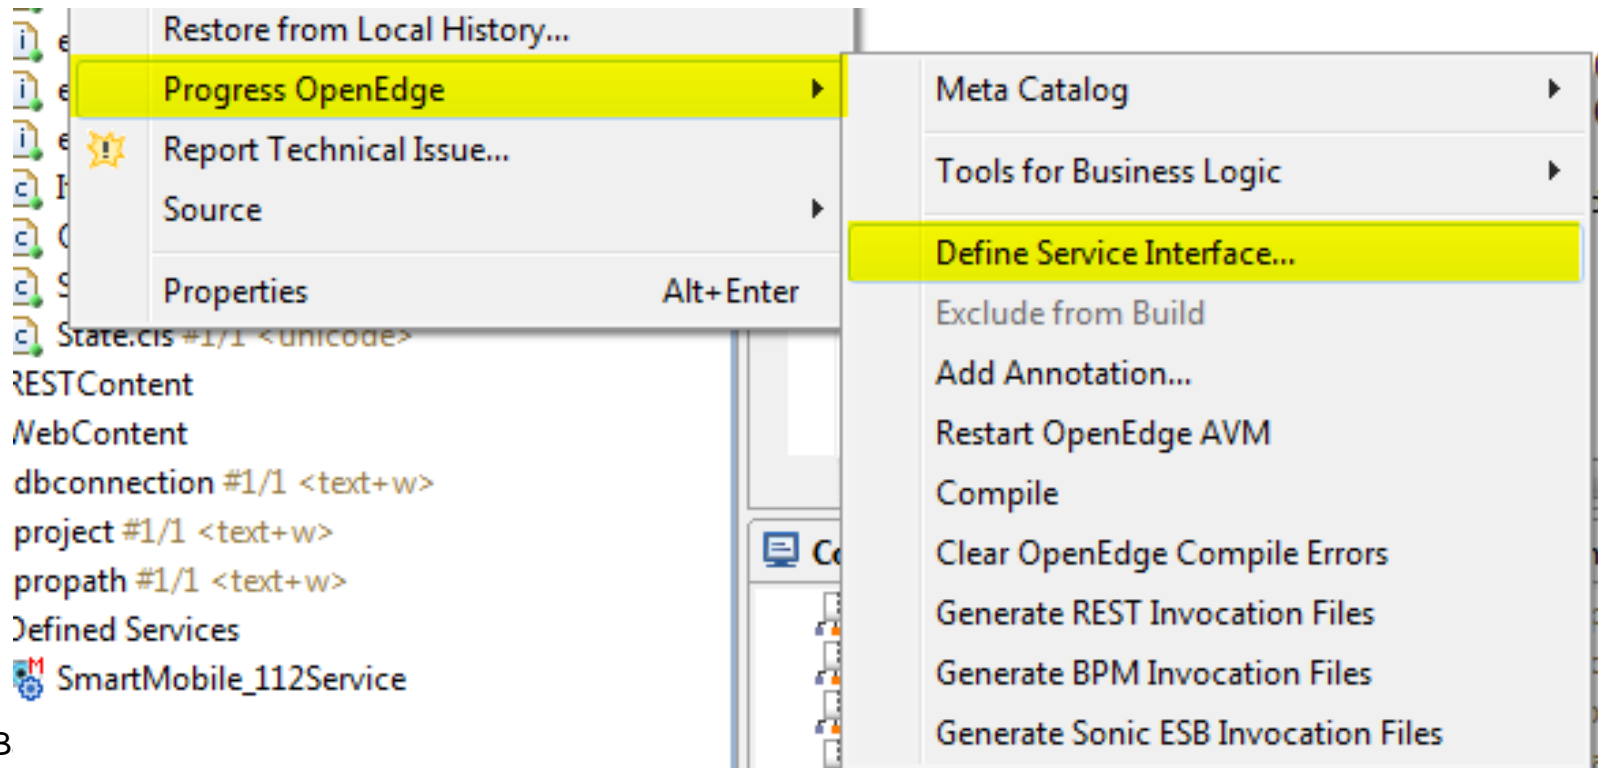 Restore from Local History...
Progress OpenEdge
Report Technical Issue...
Source
Properties Alt+Enter
Meta Catalog
Tools for Business Logic
Define Service Interface...
Exclude from Build
Add Annotation...
Restart OpenEdge AVM
Compile
Clear OpenEdge Compile Errors
Generate REST Invocation Files
Generate BPM Invocation Files
Generate Sonic ESB Invocation Files
State.cls #1/1 <unicode>
RESTContent
WebContent
dbconnection #1/1 <text+w>
project #1/1 <text+w>
propath #1/1 <text+w>
Defined Services
SmartMobile_112Service